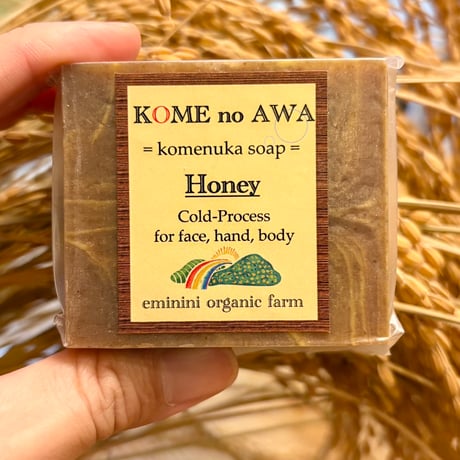 KOME no AWA
= komenuka soap =
Honey
Cold-Process
for face, hand, body
eminini organic farm